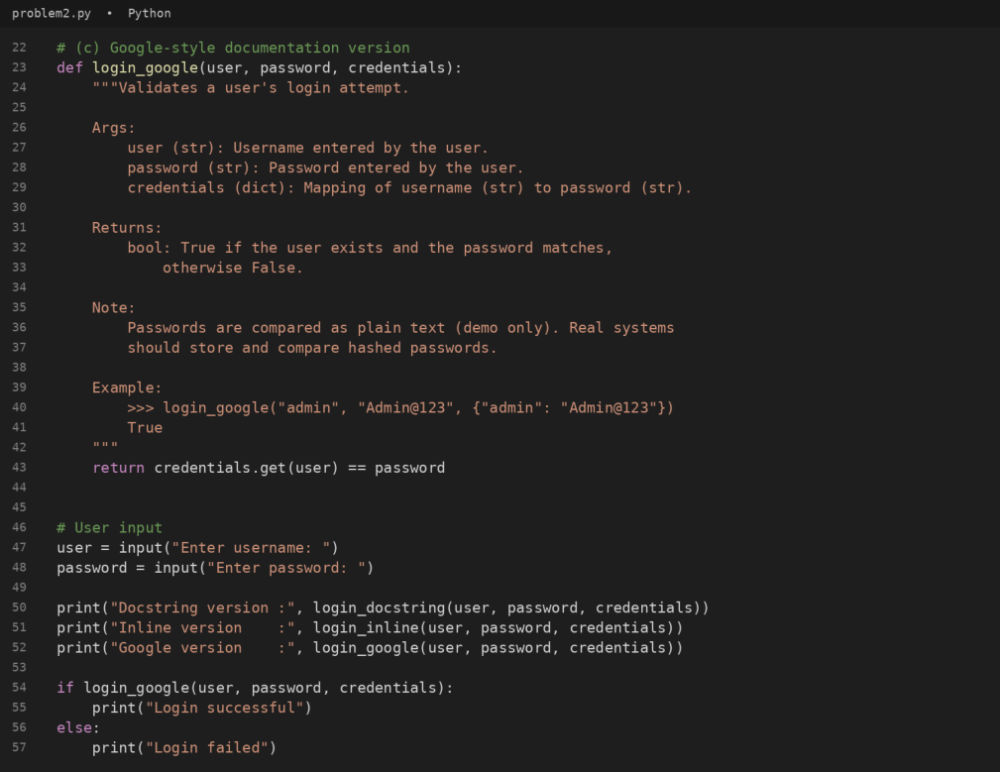 problem2.py • Python
22 # (c) Google-style documentation version
23 def login_google(user, password, credentials):
24     """Validates a user's login attempt.
25
26     Args:
27         user (str): Username entered by the user.
28         password (str): Password entered by the user.
29         credentials (dict): Mapping of username (str) to password (str).
30
31     Returns:
32         bool: True if the user exists and the password matches,
33             otherwise False.
34
35     Note:
36         Passwords are compared as plain text (demo only). Real systems
37         should store and compare hashed passwords.
38
39     Example:
40         >>> login_google("admin", "Admin@123", {"admin": "Admin@123"})
41         True
42     """
43     return credentials.get(user) == password
44
45
46 # User input
47 user = input("Enter username: ")
48 password = input("Enter password: ")
49
50 print("Docstring version :", login_docstring(user, password, credentials))
51 print("Inline version    :", login_inline(user, password, credentials))
52 print("Google version    :", login_google(user, password, credentials))
53
54 if login_google(user, password, credentials):
55     print("Login successful")
56 else:
57     print("Login failed")